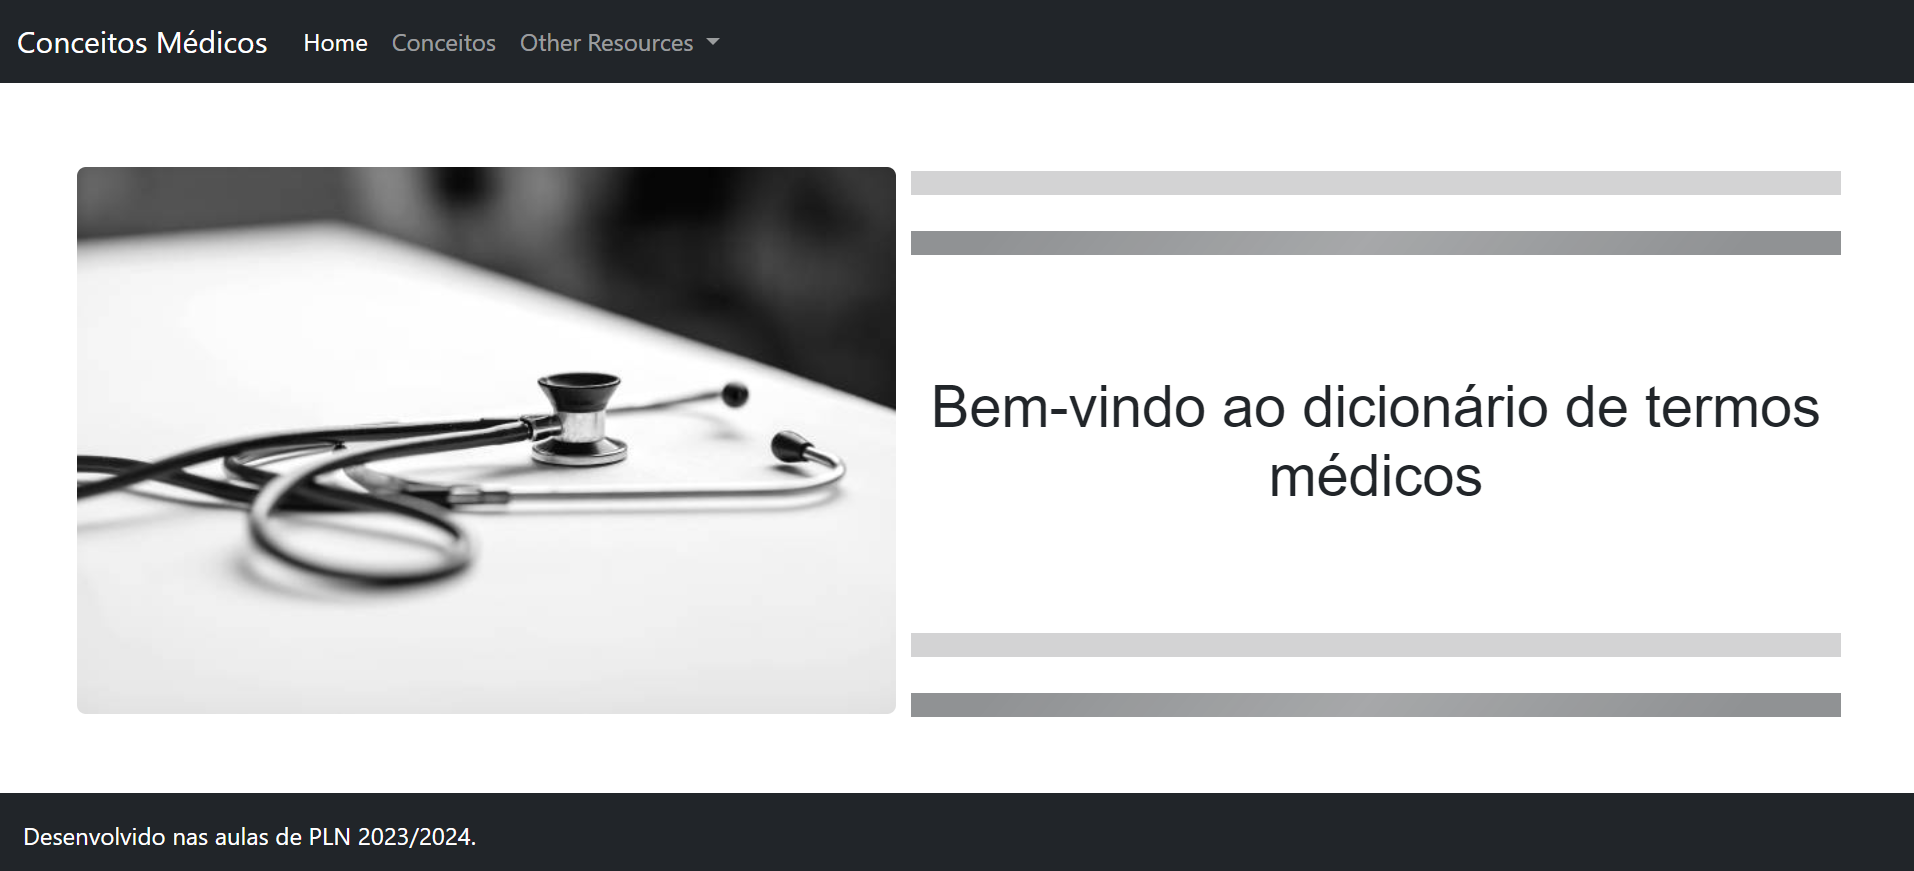 Conceitos Médicos Home Conceitos Other Resources
Bem-vindo ao dicionário de termos
médicos
Desenvolvido nas aulas de PLN 2023/2024.